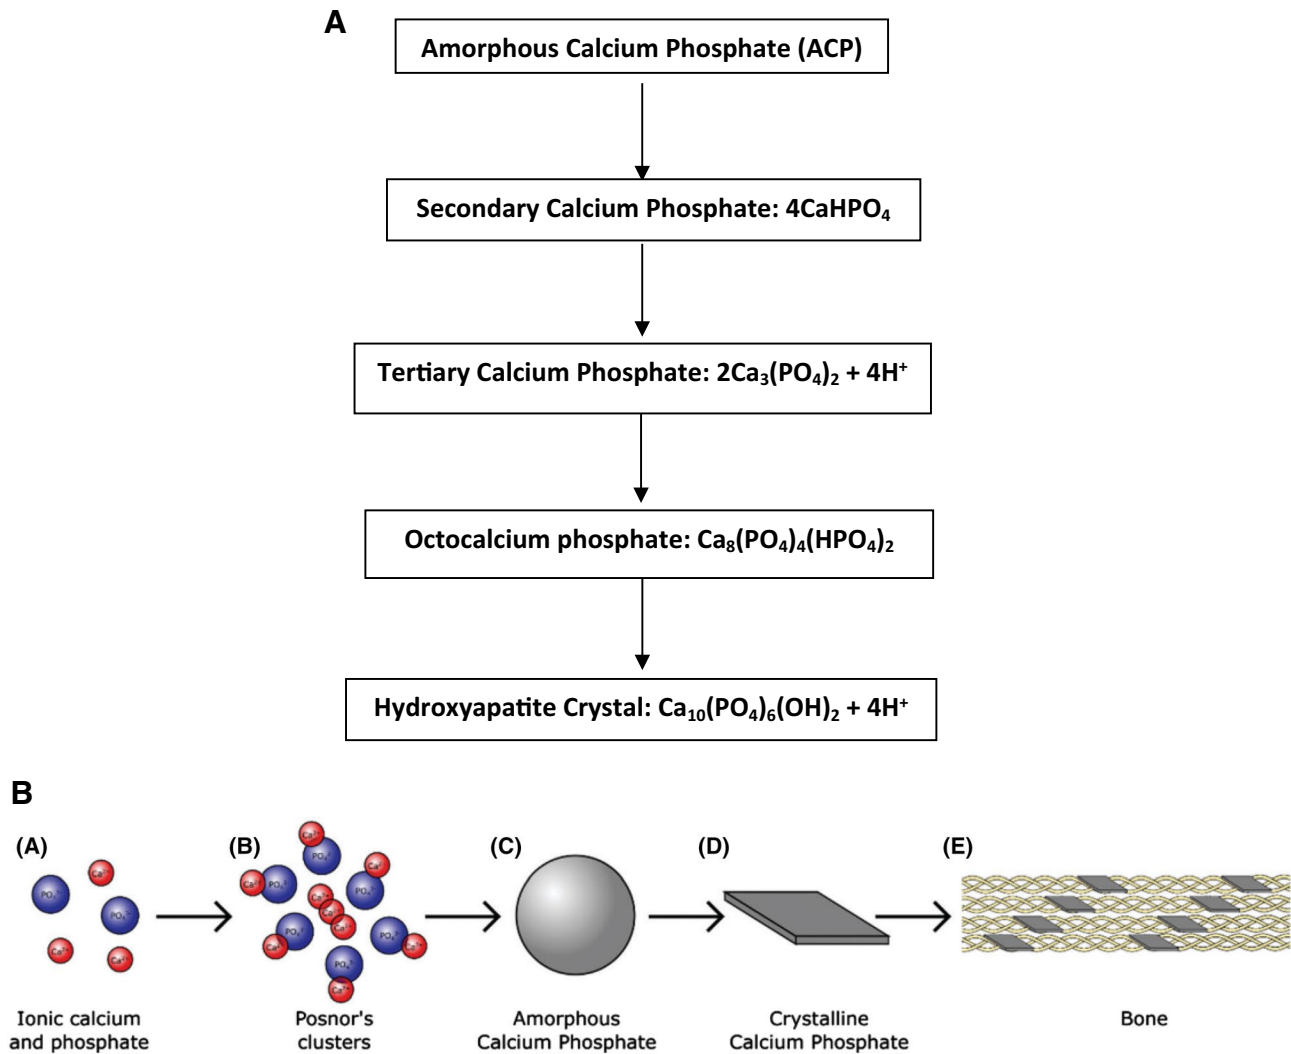 A
Amorphous Calcium Phosphate (ACP)
Secondary Calcium Phosphate: 4CaHPO₄
Tertiary Calcium Phosphate: 2Ca₃(PO₄)₂ + 4H⁺
Octocalcium phosphate: Ca₈(PO₄)₄(HPO₄)₂
Hydroxyapatite Crystal: Ca₁₀(PO₄)₆(OH)₂ + 4H⁺
B
(A) (B) (C) (D) (E)
Ionic calcium
and phosphate
Posnor's
clusters
Amorphous
Calcium Phosphate
Crystalline
Calcium Phosphate
Bone